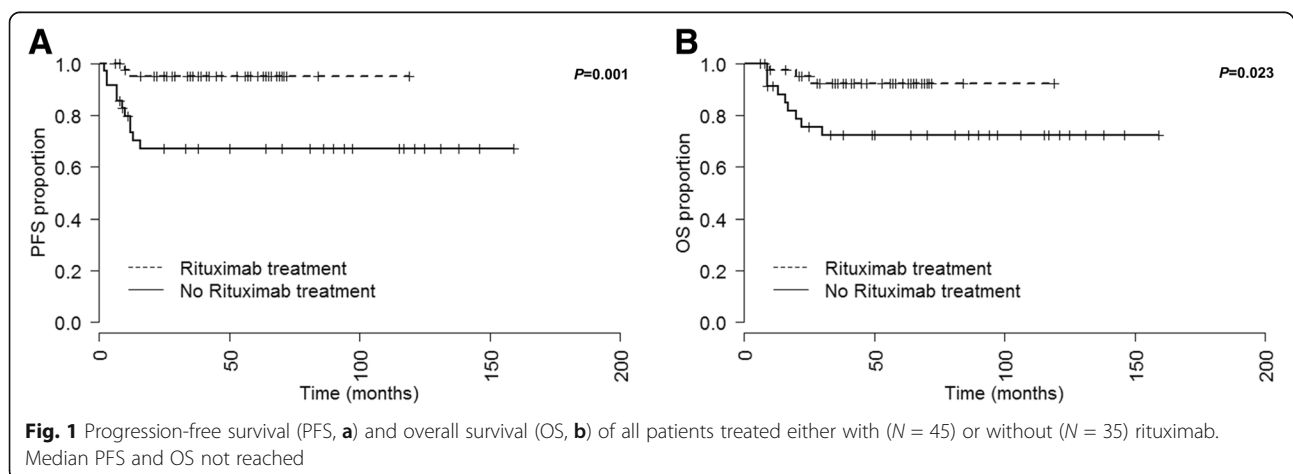 A
PFS proportion
1.0
0.8
0.6
0.4
0.2
0.0
P=0.001
Rituximab treatment
No Rituximab treatment
0
50
100
150
200
Time (months)
B
OS proportion
1.0
0.8
0.6
0.4
0.2
0.0
P=0.023
Rituximab treatment
No Rituximab treatment
0
50
100
150
200
Time (months)
Fig. 1 Progression-free survival (PFS, a) and overall survival (OS, b) of all patients treated either with (N = 45) or without (N = 35) rituximab.
Median PFS and OS not reached